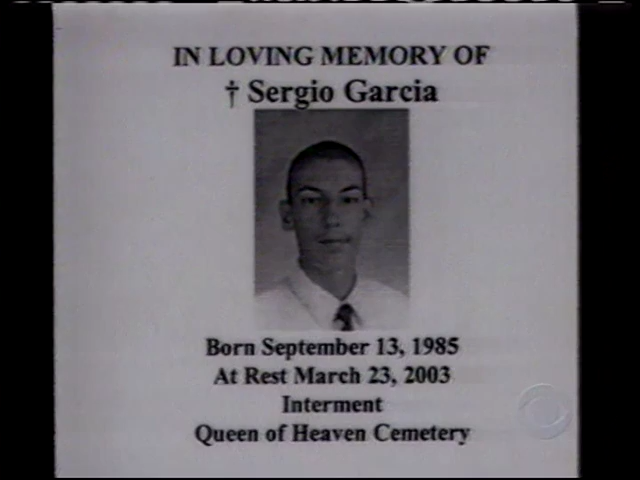 IN LOVING MEMORY OF
† Sergio Garcia
Born September 13, 1985
At Rest March 23, 2003
Interment
Queen of Heaven Cemetery